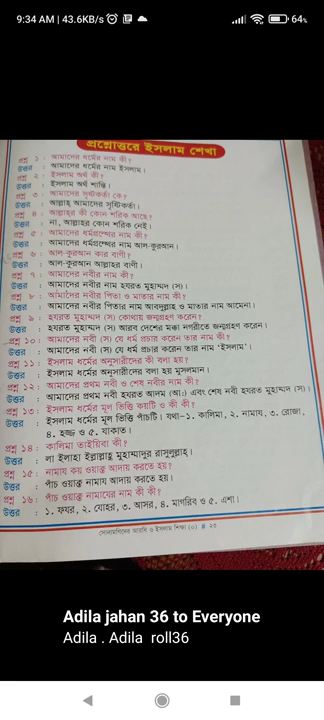 9:34 AM | 43.6KB/s 64%
প্রশ্নোত্তরে ইসলাম শেখা
প্রশ্ন ১ : আমাদের ধর্মের নাম কী?
উত্তর : আমাদের ধর্মের নাম ইসলাম।
প্রশ্ন ২ : ইসলাম অর্থ কী?
উত্তর : ইসলাম অর্থ শান্তি।
প্রশ্ন ৩ : আমাদের সৃষ্টিকর্তা কে?
উত্তর : আল্লাহ্ আমাদের সৃষ্টিকর্তা।
প্রশ্ন ৪ : আল্লাহ্‌র কী কোন শরিক আছে?
উত্তর : না, আল্লাহর কোন শরিক নেই।
প্রশ্ন ৫ : আমাদের ধর্মগ্রন্থের নাম কী?
উত্তর : আমাদের ধর্মগ্রন্থের নাম আল-কুরআন।
প্রশ্ন ৬ : আল-কুরআন কার বাণী?
উত্তর : আল-কুরআন আল্লাহর বাণী।
প্রশ্ন ৭ : আমাদের নবীর নাম কী?
উত্তর : আমাদের নবীর নাম হযরত মুহাম্মদ (স)।
প্রশ্ন ৮ : আমাদের নবীর পিতা ও মাতার নাম কী?
উত্তর : আমাদের নবীর পিতার নাম আবদুল্লাহ ও মাতার নাম আমেনা।
প্রশ্ন ৯ : হযরত মুহাম্মদ (স) কোথায় জন্মগ্রহণ করেন?
উত্তর : হযরত মুহাম্মদ (স) আরব দেশের মক্কা নগরীতে জন্মগ্রহণ করেন।
প্রশ্ন ১০ : আমাদের নবী (স) যে ধর্ম প্রচার করেন তার নাম কী?
উত্তর : আমাদের নবী (স) যে ধর্ম প্রচার করেন তার নাম ‘ইসলাম’।
প্রশ্ন ১১ : ইসলাম ধর্মের অনুসারীদের কী বলা হয়?
উত্তর : ইসলাম ধর্মের অনুসারীদের বলা হয় মুসলমান।
প্রশ্ন ১২ : আমাদের প্রথম নবী ও শেষ নবীর নাম কী?
উত্তর : আমাদের প্রথম নবী হযরত আদম (আঃ) এবং শেষ নবী হযরত মুহাম্মদ (স)।
প্রশ্ন ১৩ : ইসলাম ধর্মের মূল ভিত্তি কয়টি ও কী কী?
উত্তর : ইসলাম ধর্মের মূল ভিত্তি পাঁচটি। যথা-১. কালিমা, ২. নামায, ৩. রোজা,
৪. হজ্জ ও ৫. যাকাত।
প্রশ্ন ১৪ : কালিমা তাইয়িবা কী?
উত্তর : লা ইলাহা ইল্লাল্লাহু মুহাম্মাদুর রাসুলুল্লাহ্।
প্রশ্ন ১৫ : নামায কয় ওয়াক্ত আদায় করতে হয়?
উত্তর : পাঁচ ওয়াক্ত নামায আদায় করতে হয়।
প্রশ্ন ১৬ : পাঁচ ওয়াক্ত নামাযের নাম কী কী?
উত্তর : ১. ফযর, ২. যোহর, ৩. আসর, ৪. মাগরিব ও ৫. এশা।
সোনামণিদের আরবি ও ইসলাম শিক্ষা (০) # ২৩
Adila jahan 36 to Everyone
Adila . Adila roll36